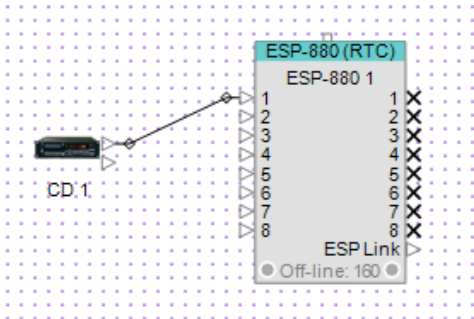 ESP-880 (RTC)
ESP-880 1
1 1
2 2
3 3
4 4
5 5
6 6
7 7
8 8
ESP Link
Off-line: 160
CD 1